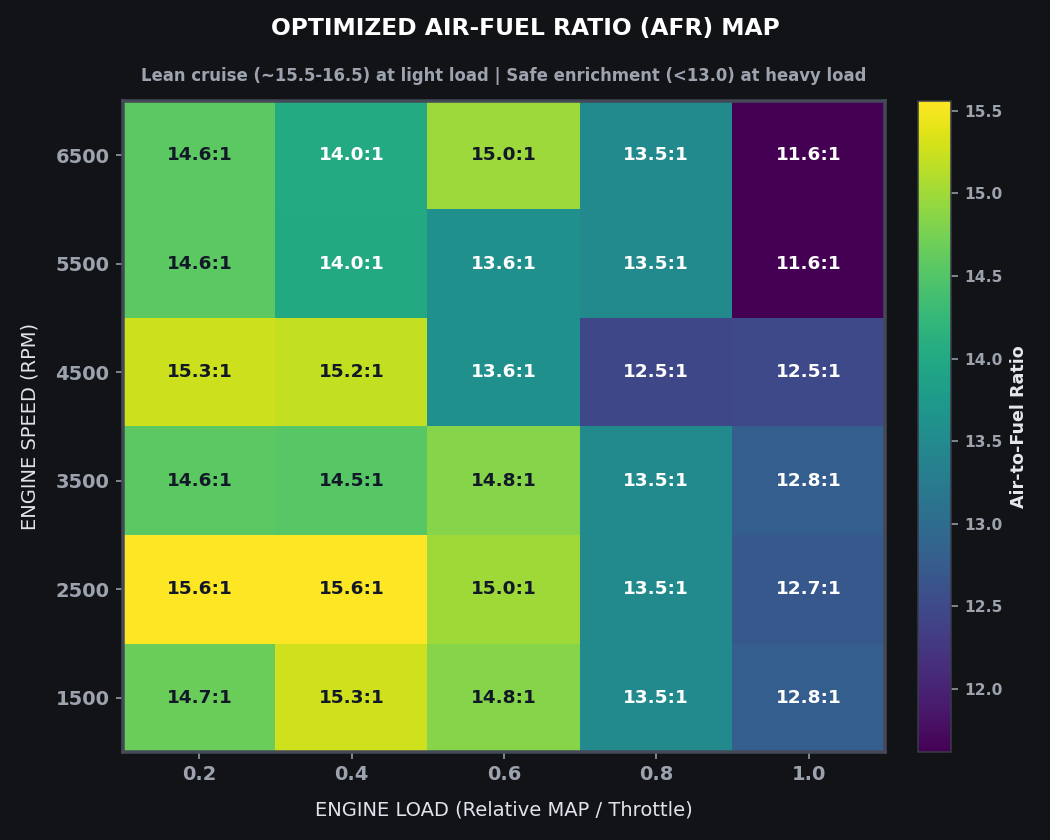 OPTIMIZED AIR-FUEL RATIO (AFR) MAP
Lean cruise (~15.5-16.5) at light load | Safe enrichment (<13.0) at heavy load
6500 14.6:1 14.0:1 15.0:1 13.5:1 11.6:1
5500 14.6:1 14.0:1 13.6:1 13.5:1 11.6:1
4500 15.3:1 15.2:1 13.6:1 12.5:1 12.5:1
3500 14.6:1 14.5:1 14.8:1 13.5:1 12.8:1
2500 15.6:1 15.6:1 15.0:1 13.5:1 12.7:1
1500 14.7:1 15.3:1 14.8:1 13.5:1 12.8:1
0.2 0.4 0.6 0.8 1.0
ENGINE LOAD (Relative MAP / Throttle)
ENGINE SPEED (RPM)
15.5
15.0
14.5
14.0
13.5
13.0
12.5
12.0
Air-to-Fuel Ratio